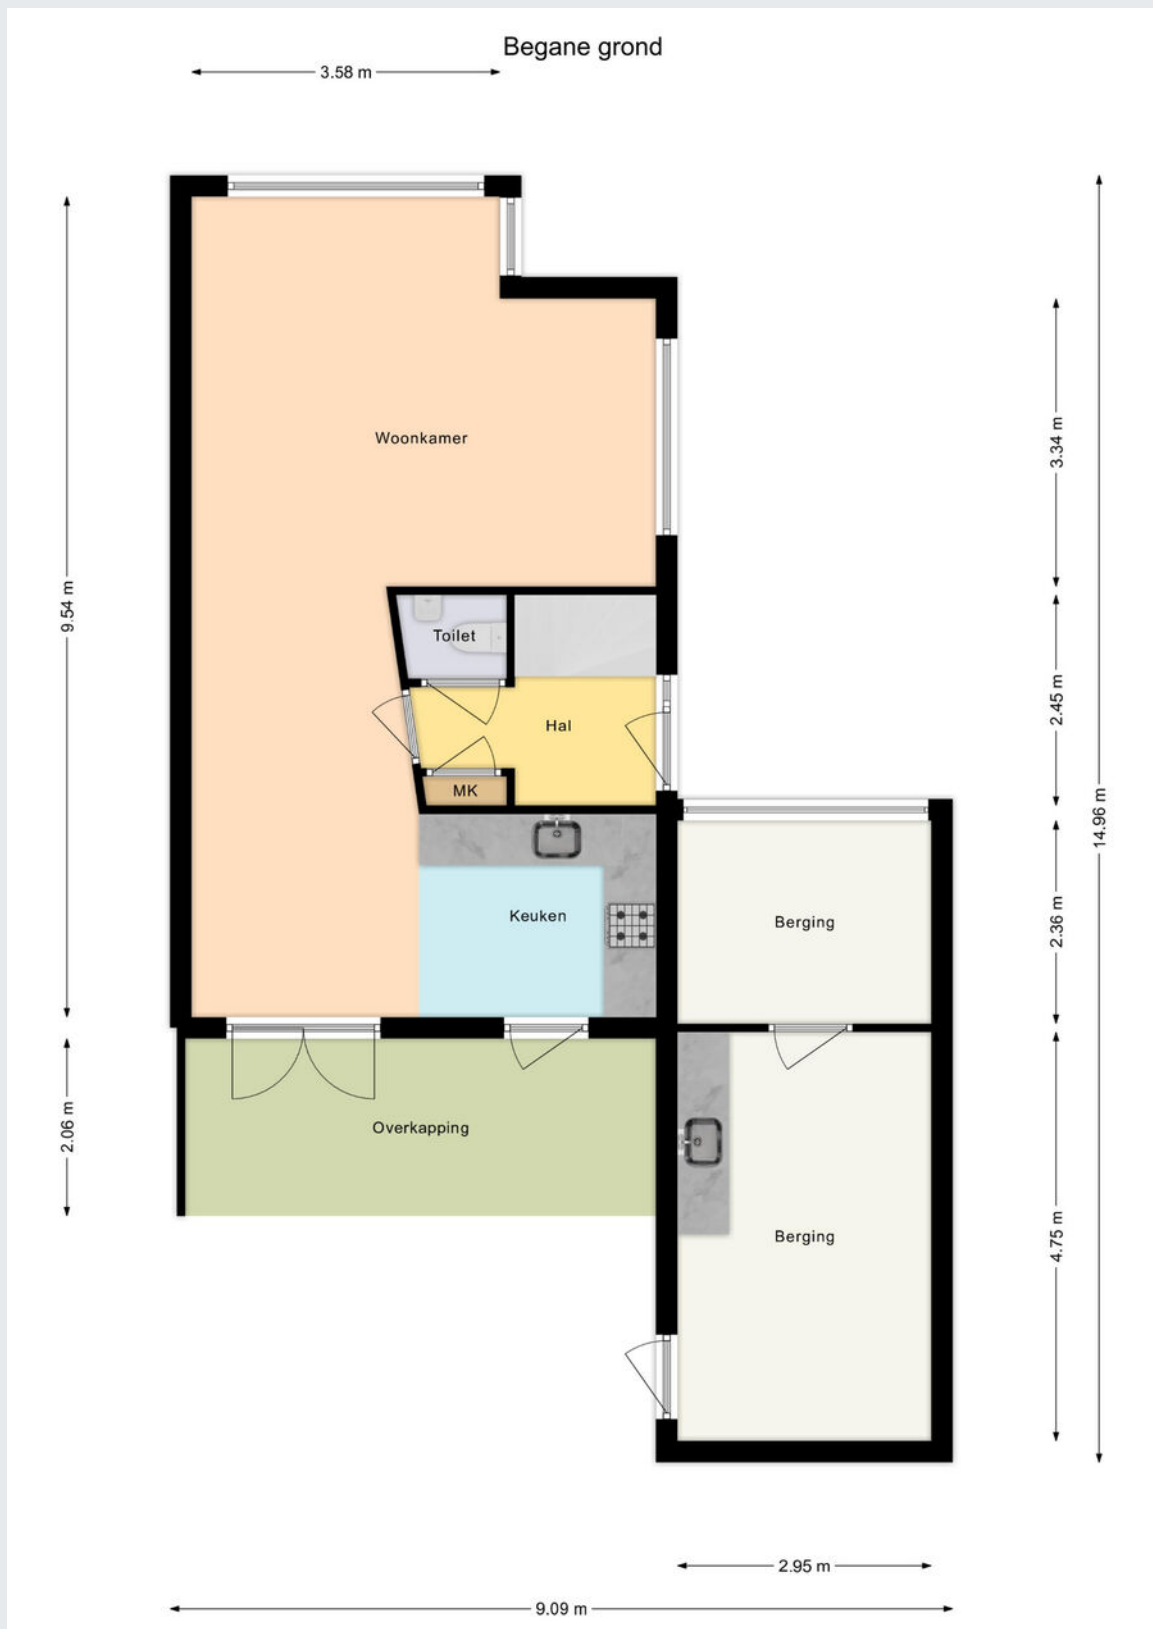 Begane grond
3.58 m
Woonkamer
3.34 m
9.54 m
Toilet
2.45 m
Hal
MK
14.96 m
Keuken
Berging
2.36 m
2.06 m
Overkapping
Berging
4.75 m
2.95 m
9.09 m